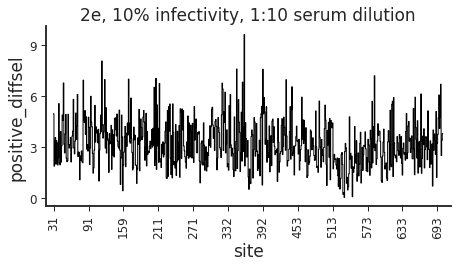 2e, 10% infectivity, 1:10 serum dilution
positive_diffsel
9
6
3
0
31 91 159 211 271 332 392 453 513 573 633 693
site